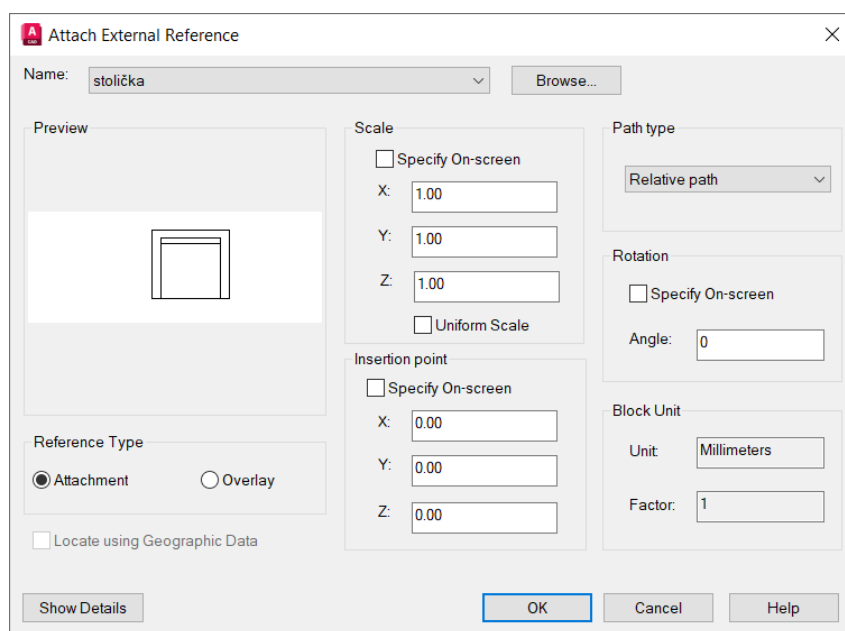 A
CAD
Attach External Reference
Name:
stolička
Browse...
Preview
Reference Type
Attachment
Overlay
Locate using Geographic Data
Scale
Specify On-screen
X:
1.00
Y:
1.00
Z:
1.00
Uniform Scale
Insertion point
Specify On-screen
X:
0.00
Y:
0.00
Z:
0.00
Path type
Relative path
Rotation
Specify On-screen
Angle:
0
Block Unit
Unit:
Millimeters
Factor:
1
Show Details
OK
Cancel
Help